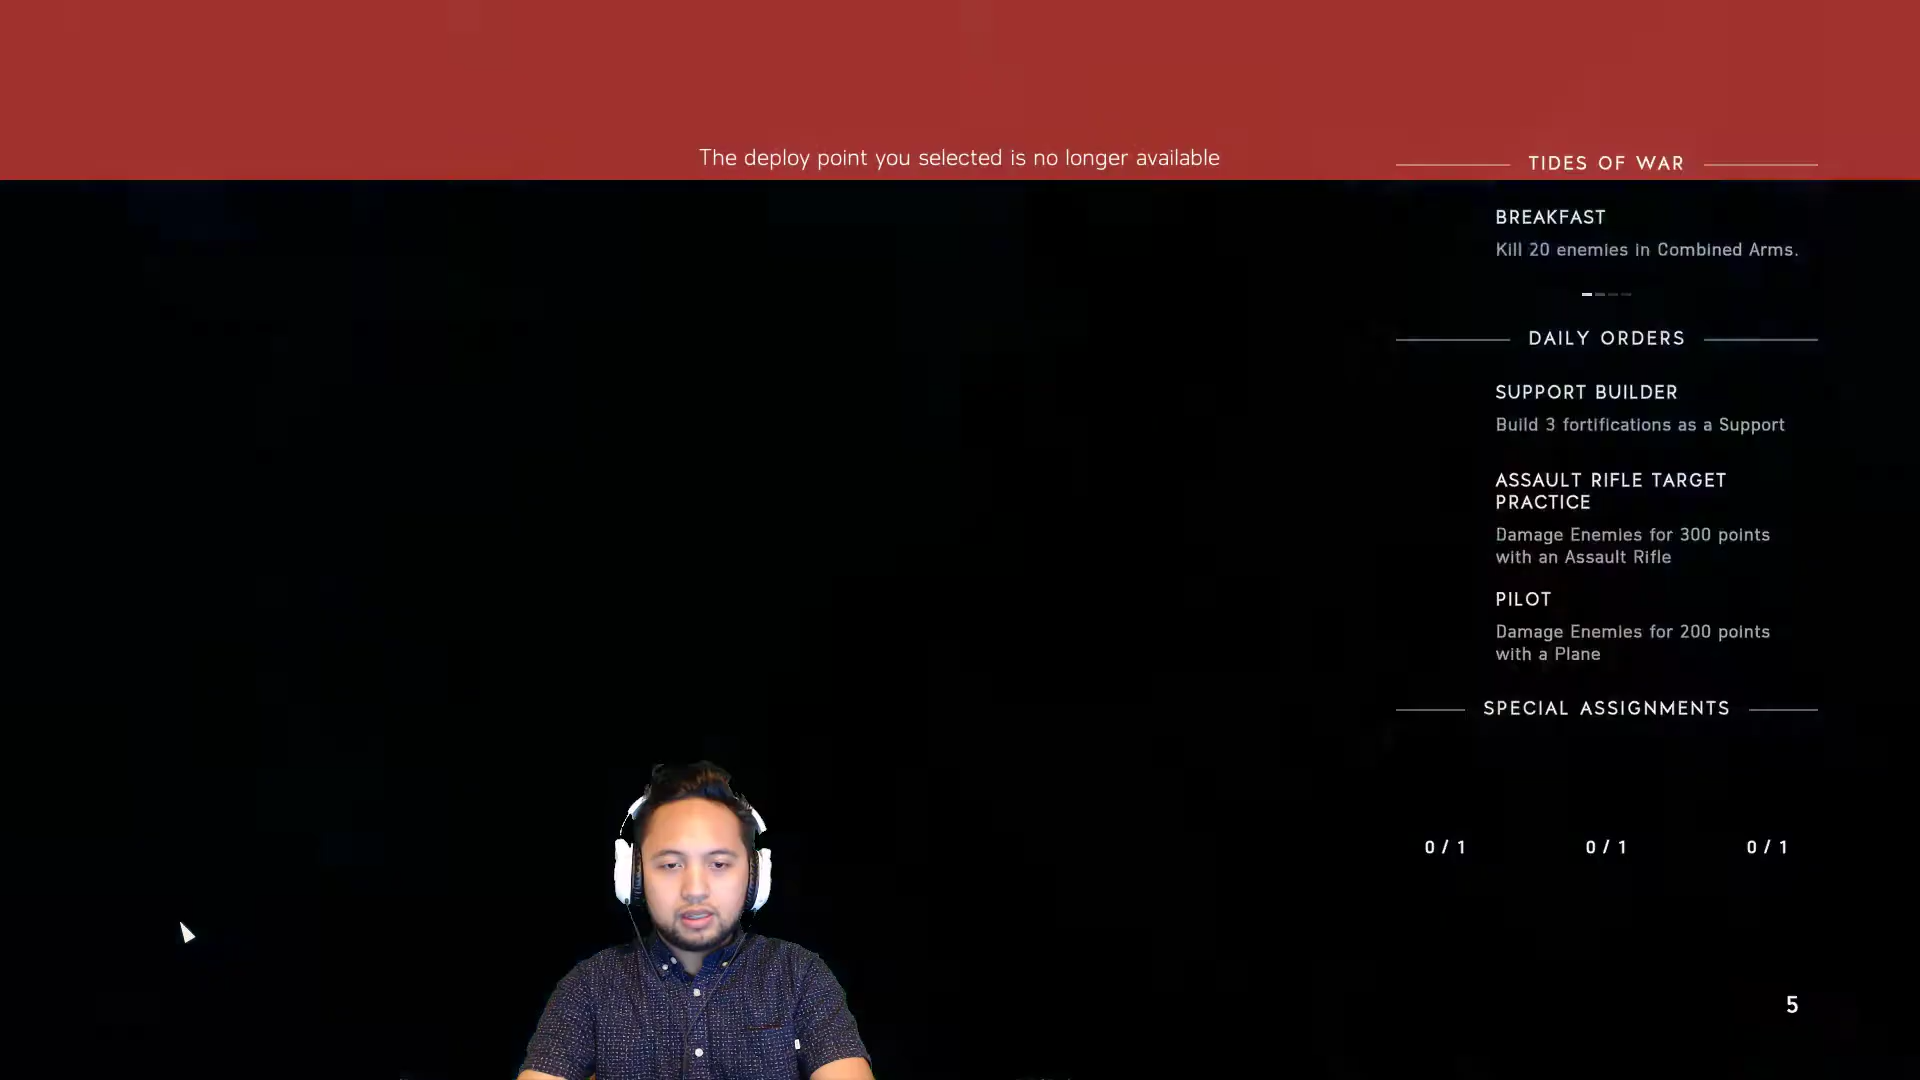 The deploy point you selected is no longer available
TIDES OF WAR
BREAKFAST
Kill 20 enemies in Combined Arms.
DAILY ORDERS
SUPPORT BUILDER
Build 3 fortifications as a Support
ASSAULT RIFLE TARGET
PRACTICE
Damage Enemies for 300 points
with an Assault Rifle
PILOT
Damage Enemies for 200 points
with a Plane
SPECIAL ASSIGNMENTS
0 / 1 0 / 1 0 / 1
5